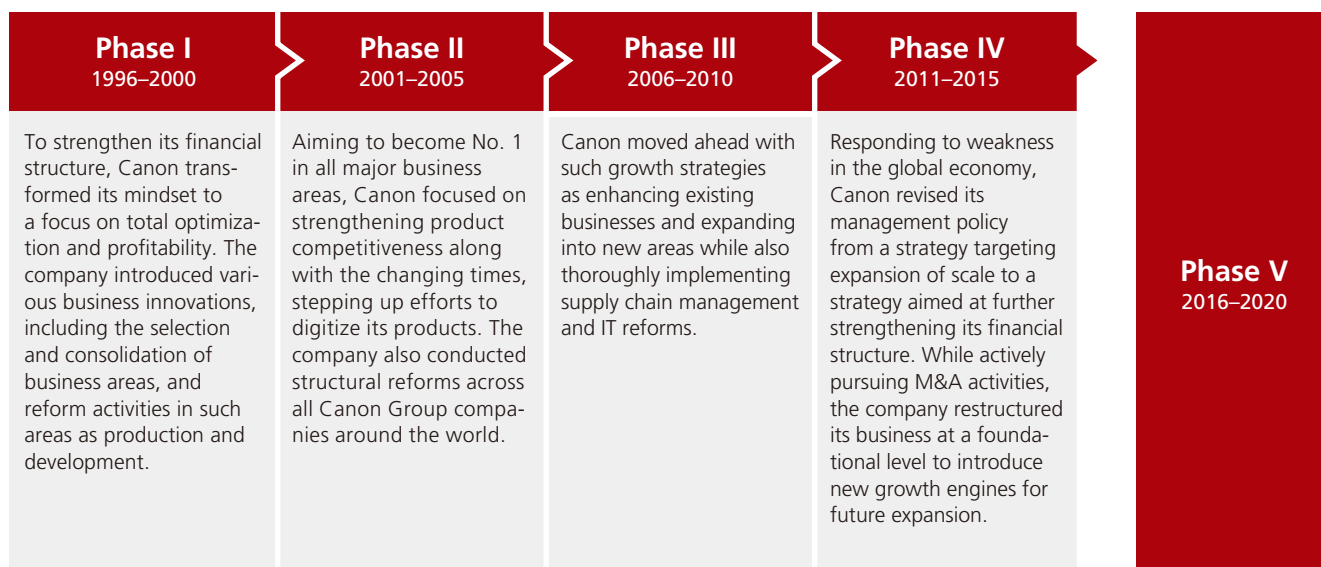 Phase I
1996–2000
To strengthen its financial
structure, Canon trans-
formed its mindset to
a focus on total optimiza-
tion and profitability. The
company introduced vari-
ous business innovations,
including the selection
and consolidation of
business areas, and
reform activities in such
areas as production and
development.
Phase II
2001–2005
Aiming to become No. 1
in all major business
areas, Canon focused on
strengthening product
competitiveness along
with the changing times,
stepping up efforts to
digitize its products. The
company also conducted
structural reforms across
all Canon Group compa-
nies around the world.
Phase III
2006–2010
Canon moved ahead with
such growth strategies
as enhancing existing
businesses and expanding
into new areas while also
thoroughly implementing
supply chain management
and IT reforms.
Phase IV
2011–2015
Responding to weakness
in the global economy,
Canon revised its
management policy
from a strategy targeting
expansion of scale to a
strategy aimed at further
strengthening its financial
structure. While actively
pursuing M&A activities,
the company restructured
its business at a founda-
tional level to introduce
new growth engines for
future expansion.
Phase V
2016–2020